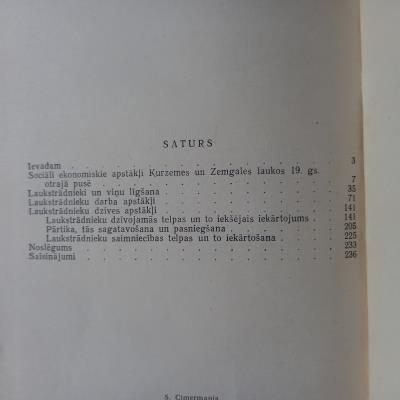 SATURS
Ievadam . . . . . . . . . . . . . . . 3
Sociāli ekonomiskie apstākļi Kurzemes un Zemgales laukos 19. gs.
otrajā pusē . . . . . . . . . . . . . . 7
Laukstrādnieki un viņu līgšana . . . . . . . . . 35
Laukstrādnieku darba apstākļi . . . . . . . . . 71
Laukstrādnieku dzīves apstākļi . . . . . . . . . 141
Laukstrādnieku dzīvojamās telpas un to iekšējais iekārtojums . . 141
Pārtika, tās sagatavošana un pasniegšana . . . . . . 205
Laukstrādnieku saimniecības telpas un to iekārtošana . . . 225
Noslēgums . . . . . . . . . . . . . . 233
Saīsinājumi . . . . . . . . . . . . . . 236
S. Cimermanis